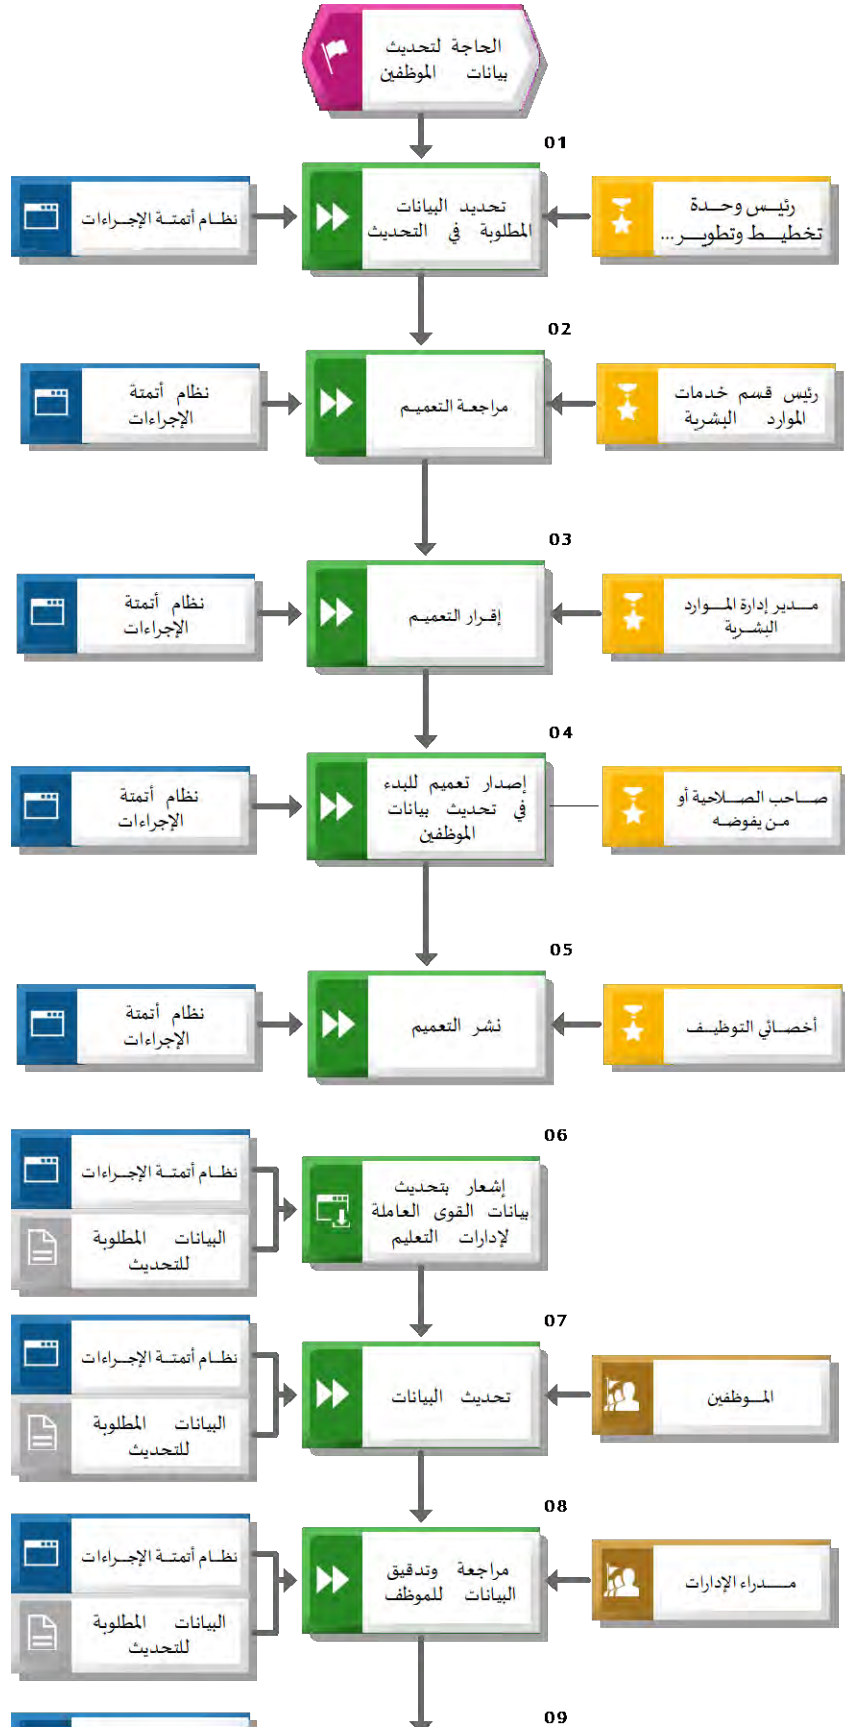 الحاجة لتحديث
بيانات الموظفين
01
رئيس وحدة
تخطيط وتطوير...
تحديد البيانات
المطلوبة في التحديث
نظام أتمتة الإجراءات
02
رئيس قسم خدمات
الموارد البشرية
مراجعة التعميم
نظام أتمتة
الإجراءات
03
مدير إدارة الموارد
البشرية
إقرار التعميم
نظام أتمتة
الإجراءات
04
صاحب الصلاحية أو
من يفوضه
إصدار تعميم للبدء
في تحديث بيانات
الموظفين
نظام أتمتة
الإجراءات
05
أخصائي التوظيف
نشر التعميم
نظام أتمتة
الإجراءات
06
إشعار بتحديث
بيانات القوى العاملة
لإدارات التعليم
نظام أتمتة الإجراءات
البيانات المطلوبة
للتحديث
07
الموظفين
تحديث البيانات
نظام أتمتة الإجراءات
البيانات المطلوبة
للتحديث
08
مدراء الإدارات
مراجعة وتدقيق
البيانات للموظف
نظام أتمتة الإجراءات
البيانات المطلوبة
للتحديث
09